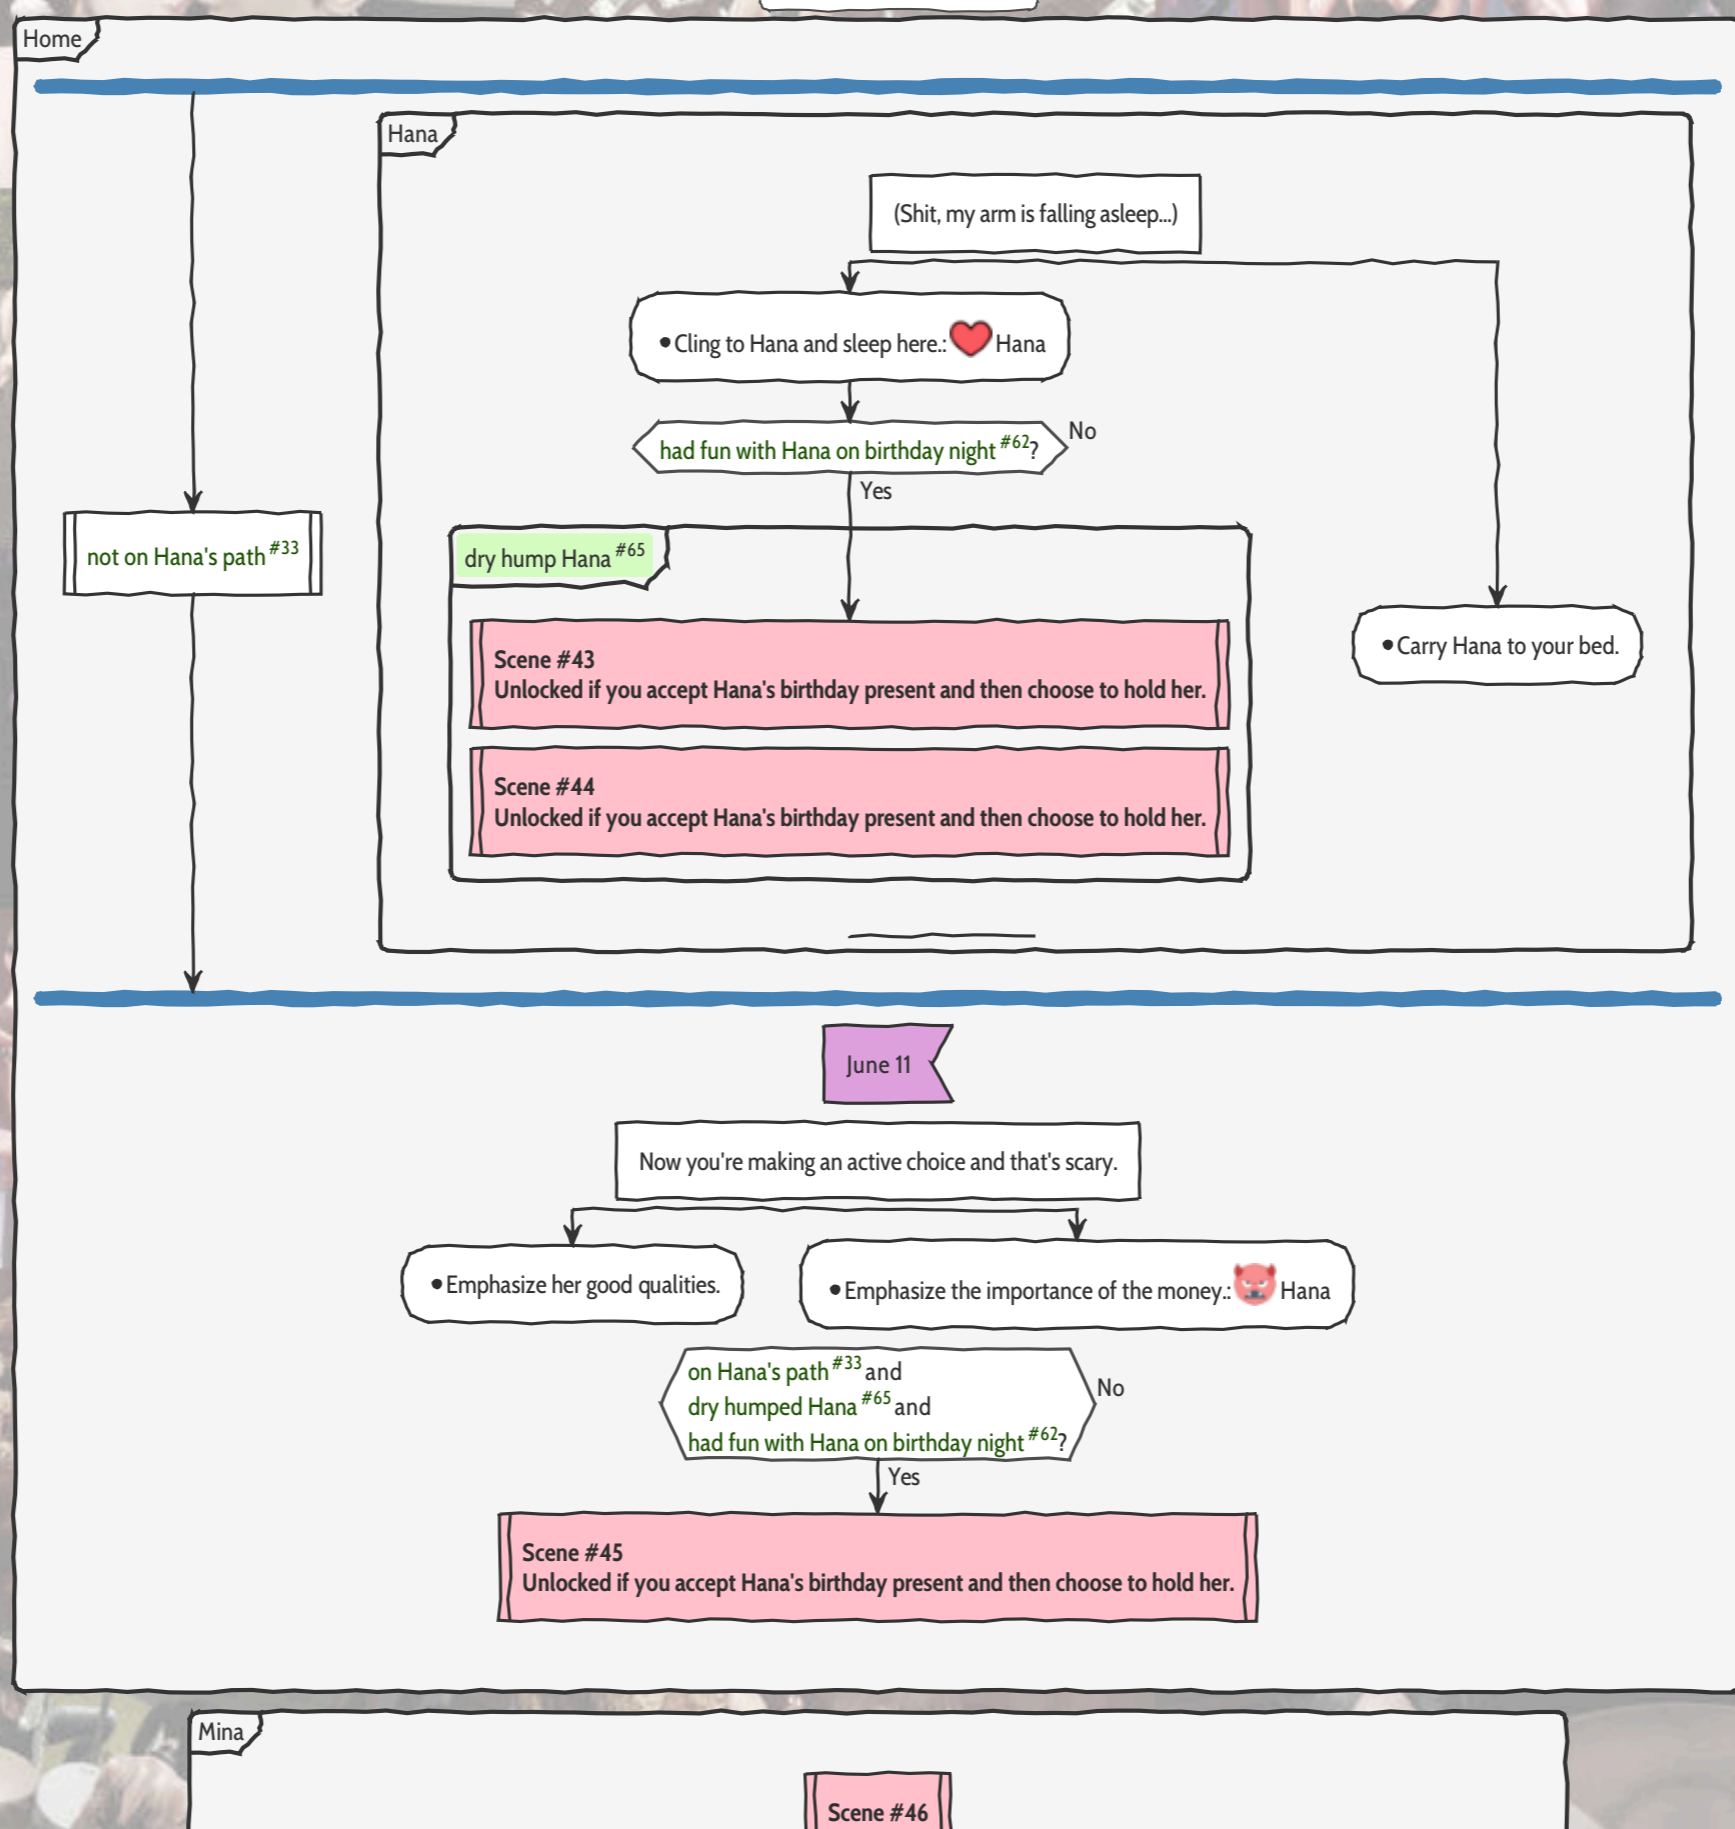 Home
Hana
(Shit, my arm is falling asleep...)
•Cling to Hana and sleep here.: Hana
had fun with Hana on birthday night #62?
No
Yes
not on Hana's path #33
dry hump Hana #65
Scene #43
Unlocked if you accept Hana's birthday present and then choose to hold her.
•Carry Hana to your bed.
Scene #44
Unlocked if you accept Hana's birthday present and then choose to hold her.
June 11
Now you're making an active choice and that's scary.
•Emphasize her good qualities.
•Emphasize the importance of the money.: Hana
on Hana's path #33 and
dry humped Hana #65 and
had fun with Hana on birthday night #62?
No
Yes
Scene #45
Unlocked if you accept Hana's birthday present and then choose to hold her.
Mina
Scene #46